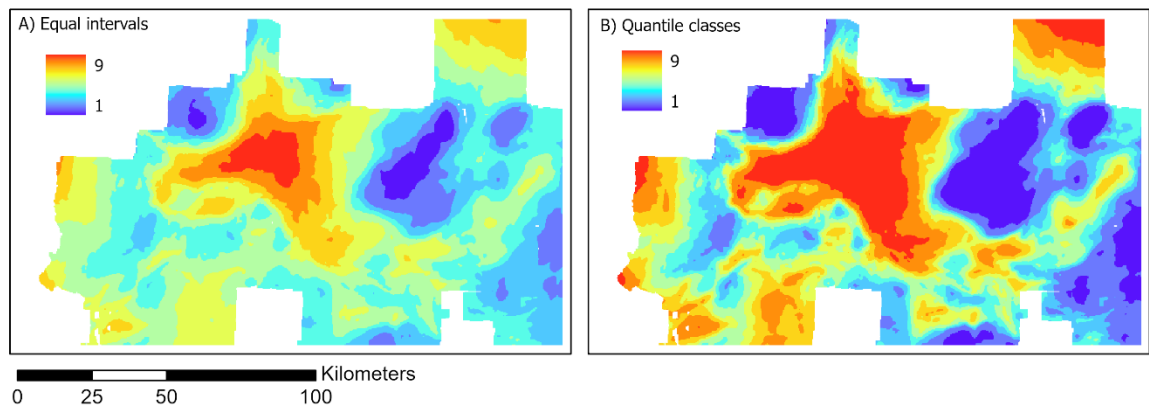 A) Equal intervals
9
1
B) Quantile classes
9
1
Kilometers
0 25 50 100